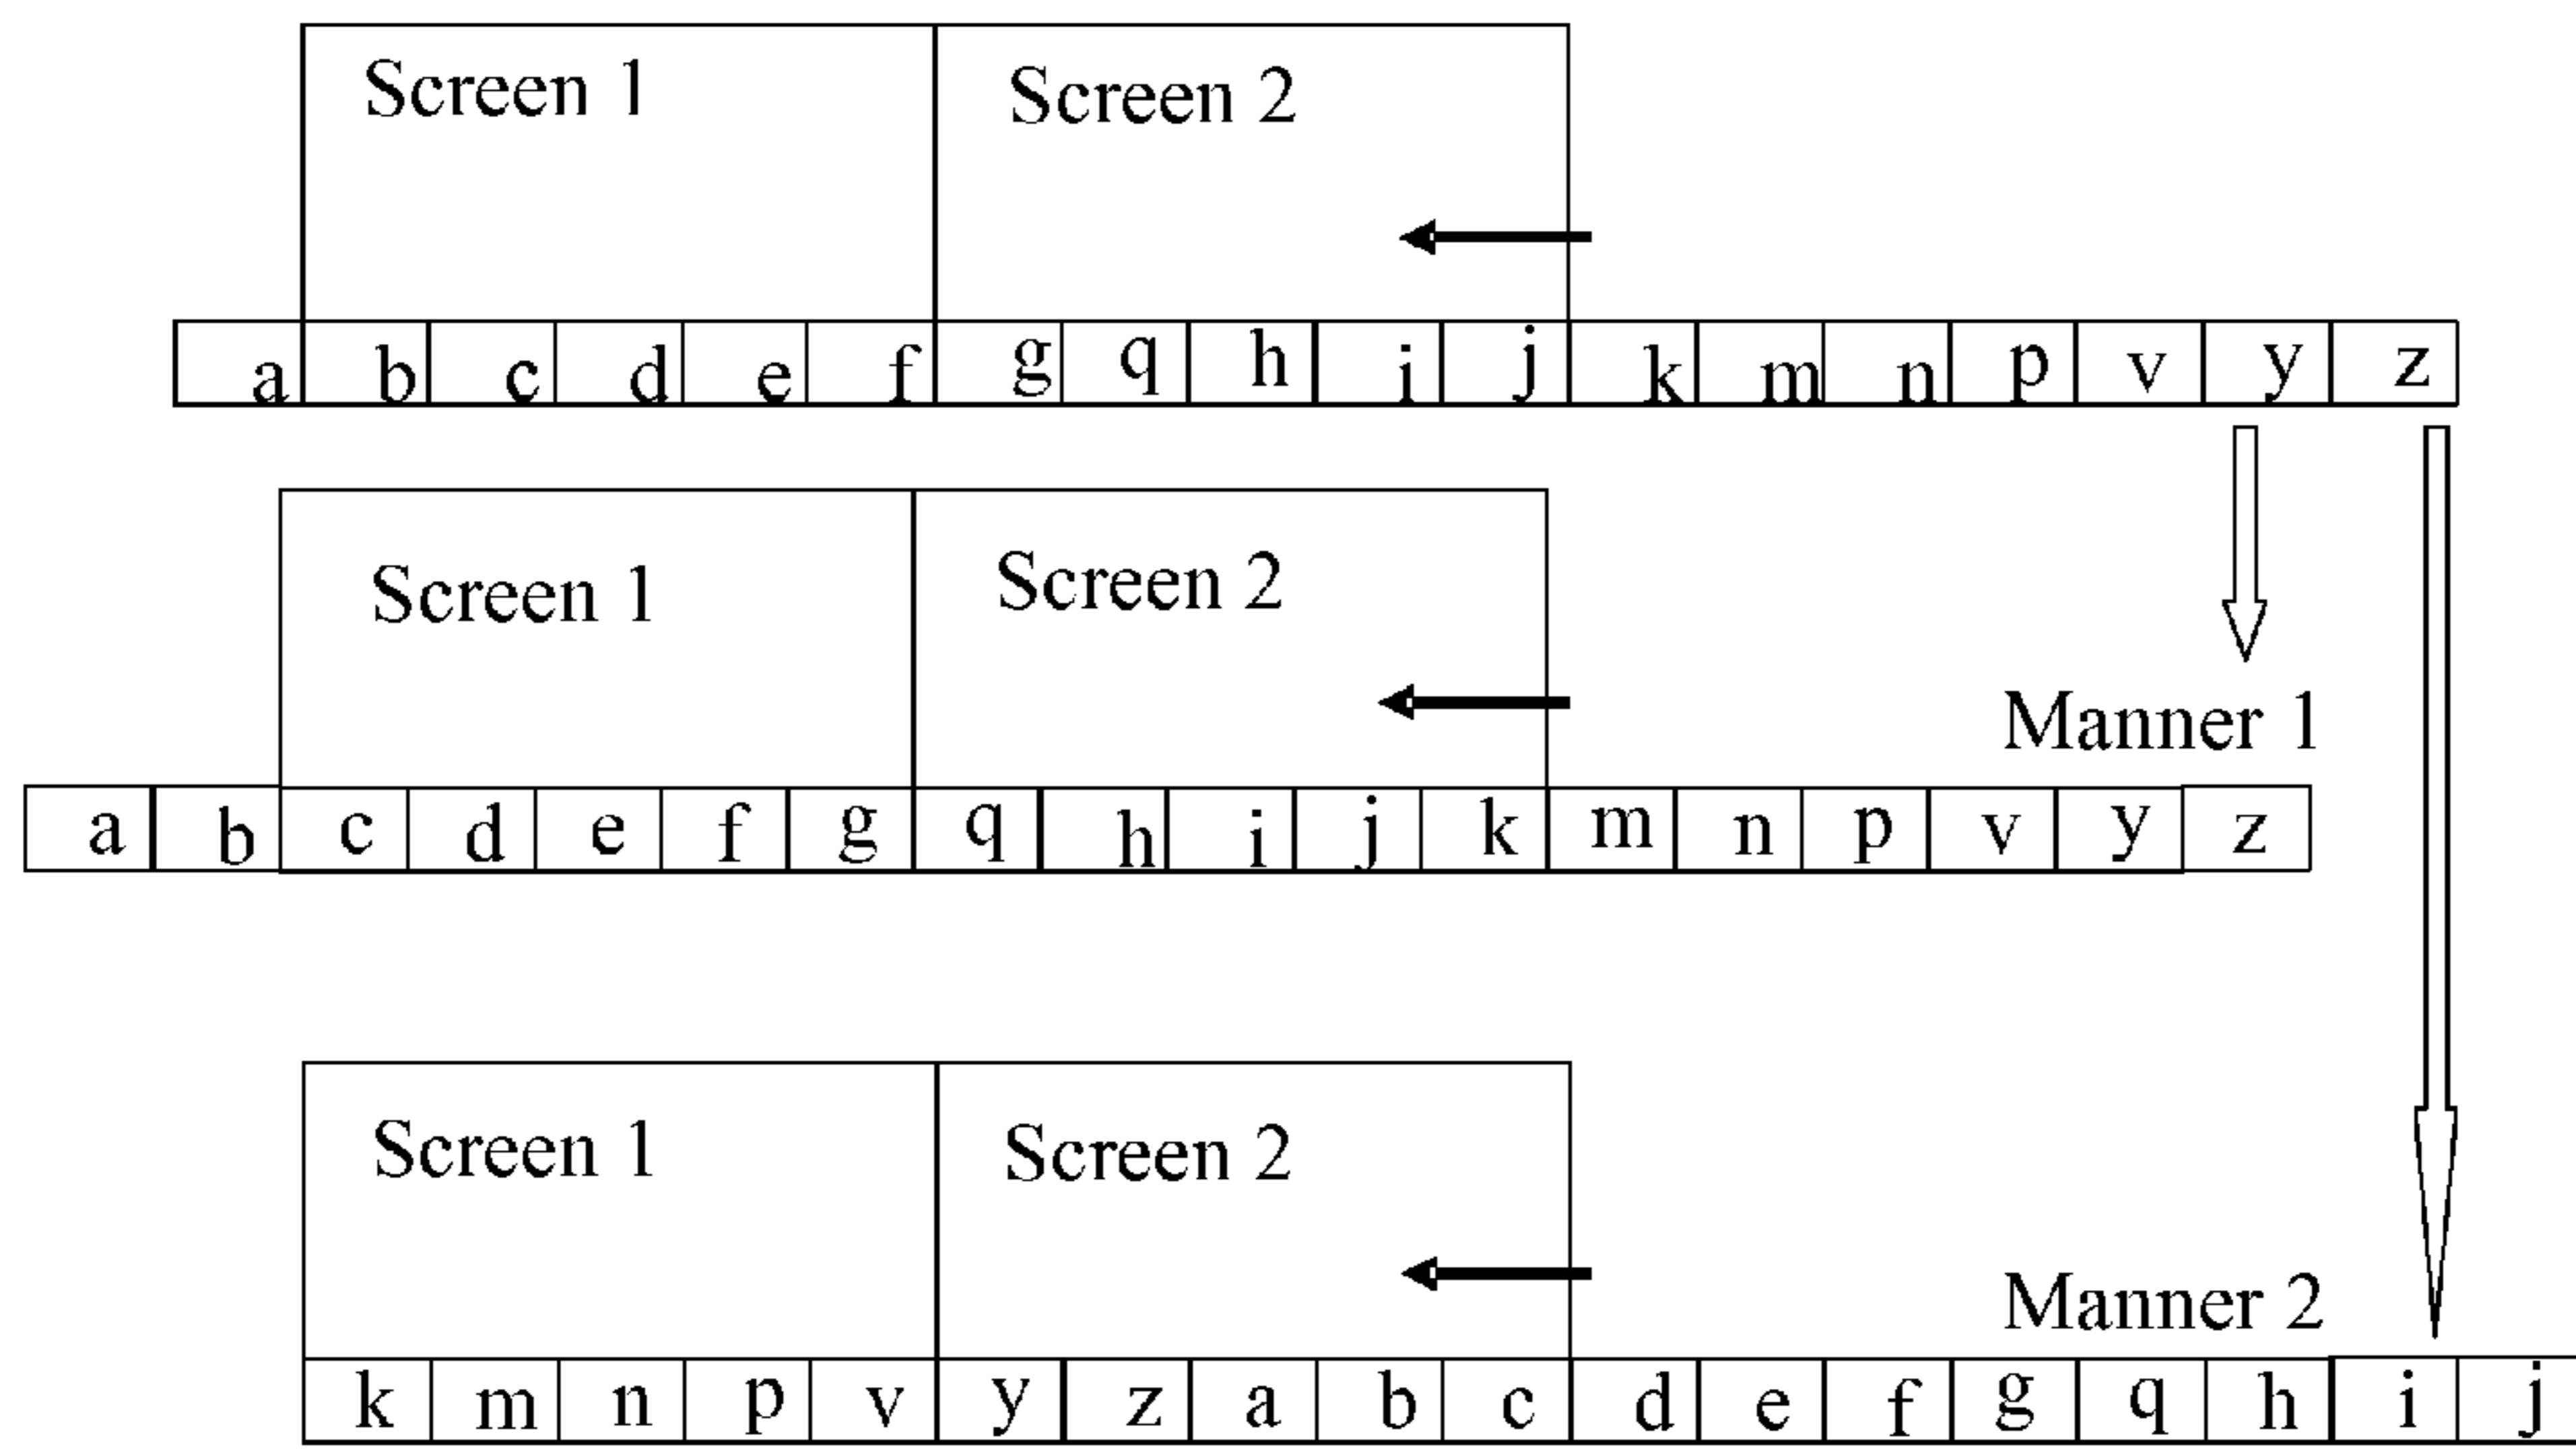 Screen 1 Screen 2
a b c d e f g q h i j k m n p v y z
Screen 1 Screen 2
Manner 1
a b c d e f g q h i j k m n p v y z
Screen 1 Screen 2
Manner 2
k m n p v y z a b c d e f g q h i j